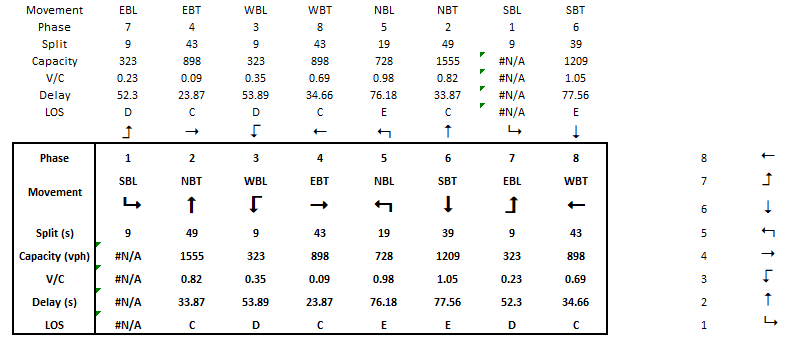 Movement EBL EBT WBL WBT NBL NBT SBL SBT
Phase 7 4 3 8 5 2 1 6
Split 9 43 9 43 19 49 9 39
Capacity 323 898 323 898 728 1555 #N/A 1209
V/C 0.23 0.09 0.35 0.69 0.98 0.82 #N/A 1.05
Delay 52.3 23.87 53.89 34.66 76.18 33.87 #N/A 77.56
LOS D C D C E C #N/A E
Phase 1 2 3 4 5 6 7 8 8
Movement SBL NBT WBL EBT NBL SBT EBL WBT 7
6
Split (s) 9 49 9 43 19 39 9 43 5
Capacity (vph) #N/A 1555 323 898 728 1209 323 898 4
V/C #N/A 0.82 0.35 0.09 0.98 1.05 0.23 0.69 3
Delay (s) #N/A 33.87 53.89 23.87 76.18 77.56 52.3 34.66 2
LOS #N/A C D C E E D C 1